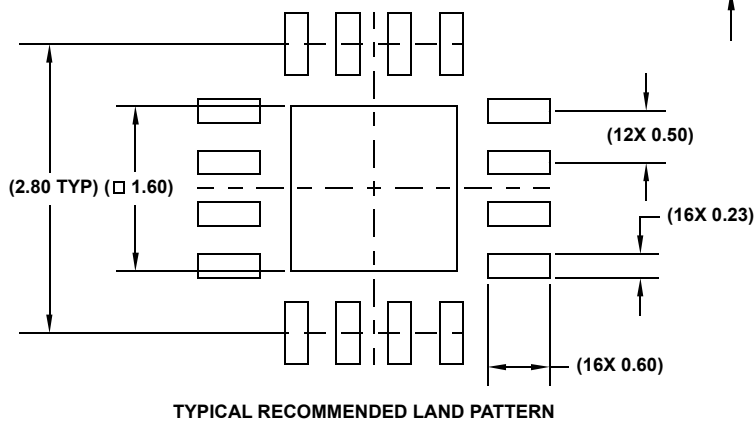 (12X 0.50)
(2.80 TYP) (□ 1.60)
(16X 0.23)
(16X 0.60)
TYPICAL RECOMMENDED LAND PATTERN